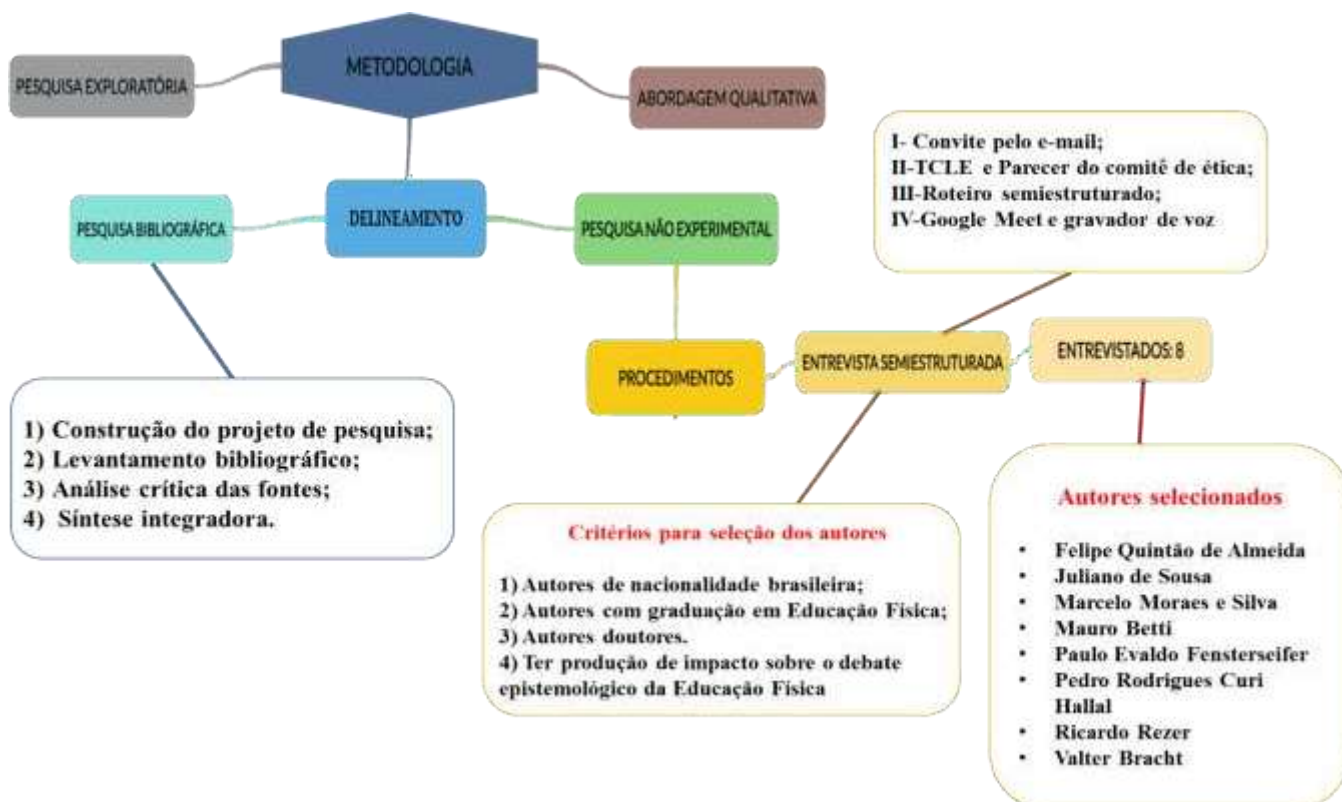 METODOLOGIA
PESQUISA EXPLORATÓRIA
ABORDAGEM QUALITATIVA
I- Convite pelo e-mail;
II-TCLE e Parecer do comitê de ética;
III-Roteiro semiestruturado;
IV-Google Meet e gravador de voz
PESQUISA BIBLIOGRÁFICA
DELINEAMENTO
PESQUISA NÃO EXPERIMENTAL
PROCEDIMENTOS
ENTREVISTA SEMIESTRUTURADA
ENTREVISTADOS: 8
1) Construção do projeto de pesquisa;
2) Levantamento bibliográfico;
3) Análise crítica das fontes;
4) Síntese integradora.
Critérios para seleção dos autores
1) Autores de nacionalidade brasileira;
2) Autores com graduação em Educação Física;
3) Autores doutores.
4) Ter produção de impacto sobre o debate
epistemológico da Educação Física
Autores selecionados
• Felipe Quintão de Almeida
• Juliano de Sousa
• Marcelo Moraes e Silva
• Mauro Betti
• Paulo Evaldo Fensterseifer
• Pedro Rodrigues Curi
Hallal
• Ricardo Rezer
• Valter Bracht